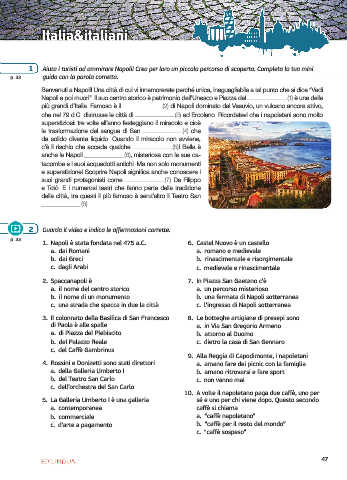 Italia&italiani
1 Aiuta i turisti ad ammirare Napoli! Crea per loro un piccolo percorso di scoperta. Completa la tua mini
p. 33 guida con la parola corretta.
Benvenuti a Napoli! Una città di cui vi innamorerete perché unica, ineguagliabile a tal punto che si dice "Vedi
Napoli e poi muori". Il suo centro storico è patrimonio dell'Unesco e Piazza del (1) è una delle
più grandi d'Italia. Famoso è il (2) di Napoli dominato dal Vesuvio, un vulcano ancora attivo,
che nel 79 d.C. distrusse le città di (3) ed Ercolano. Ricordatevi che i napoletani sono molto
superstiziosi: tre volte all'anno festeggiano il miracolo e cioè
la trasformazione del sangue di San (4) che
da solido diventa liquido. Quando il miracolo non avviene,
c'è il rischio che accada qualche (5)! Bella è
anche la Napoli (6), misteriosa con le sue ca-
tacombe e i suoi acquedotti antichi. Ma non solo monumenti
e superstizione! Scoprire Napoli significa anche conoscere i
suoi grandi protagonisti come (7) De Filippo
e Totò. E i numerosi teatri che fanno parte della tradizione
della città, tra questi il più famoso è senz'altro il Teatro San
(8).
2 Guarda il video e indica le affermazioni corrette.
p. 33
1. Napoli è stata fondata nel 475 a.C.
a. dai Romani
b. dai Greci
c. dagli Arabi
2. Spaccanapoli è
a. il nome del centro storico
b. il nome di un monumento
c. una strada che spacca in due la città
3. Il colonnato della Basilica di San Francesco
di Paola è alle spalle
a. di Piazza del Plebiscito
b. del Palazzo Reale
c. del Caffè Gambrinus
4. Rossini e Donizetti sono stati direttori
a. della Galleria Umberto I
b. del Teatro San Carlo
c. dell'orchestra del San Carlo
5. La Galleria Umberto I è una galleria
a. contemporanea
b. commerciale
c. d'arte a pagamento
6. Castel Nuovo è un castello
a. romano e medievale
b. rinascimentale e risorgimentale
c. medievale e rinascimentale
7. In Piazza San Gaetano c'è
a. un percorso misterioso
b. una fermata di Napoli sotterranea
c. l'ingresso di Napoli sotterranea
8. Le botteghe artigiane di presepi sono
a. in Via San Gregorio Armeno
b. attorno al Duomo
c. dietro la casa di San Gennaro
9. Alla Reggia di Capodimonte, i napoletani
a. amano fare dei picnic con la famiglia
b. amano ritrovarsi e fare sport
c. non vanno mai
10. A volte il napoletano paga due caffè, uno per
sé e uno per chi viene dopo. Questo secondo
caffè si chiama
a. "caffè napoletano"
b. "caffè per il resto del mondo"
c. "caffè sospeso"
EDILINGUA
47